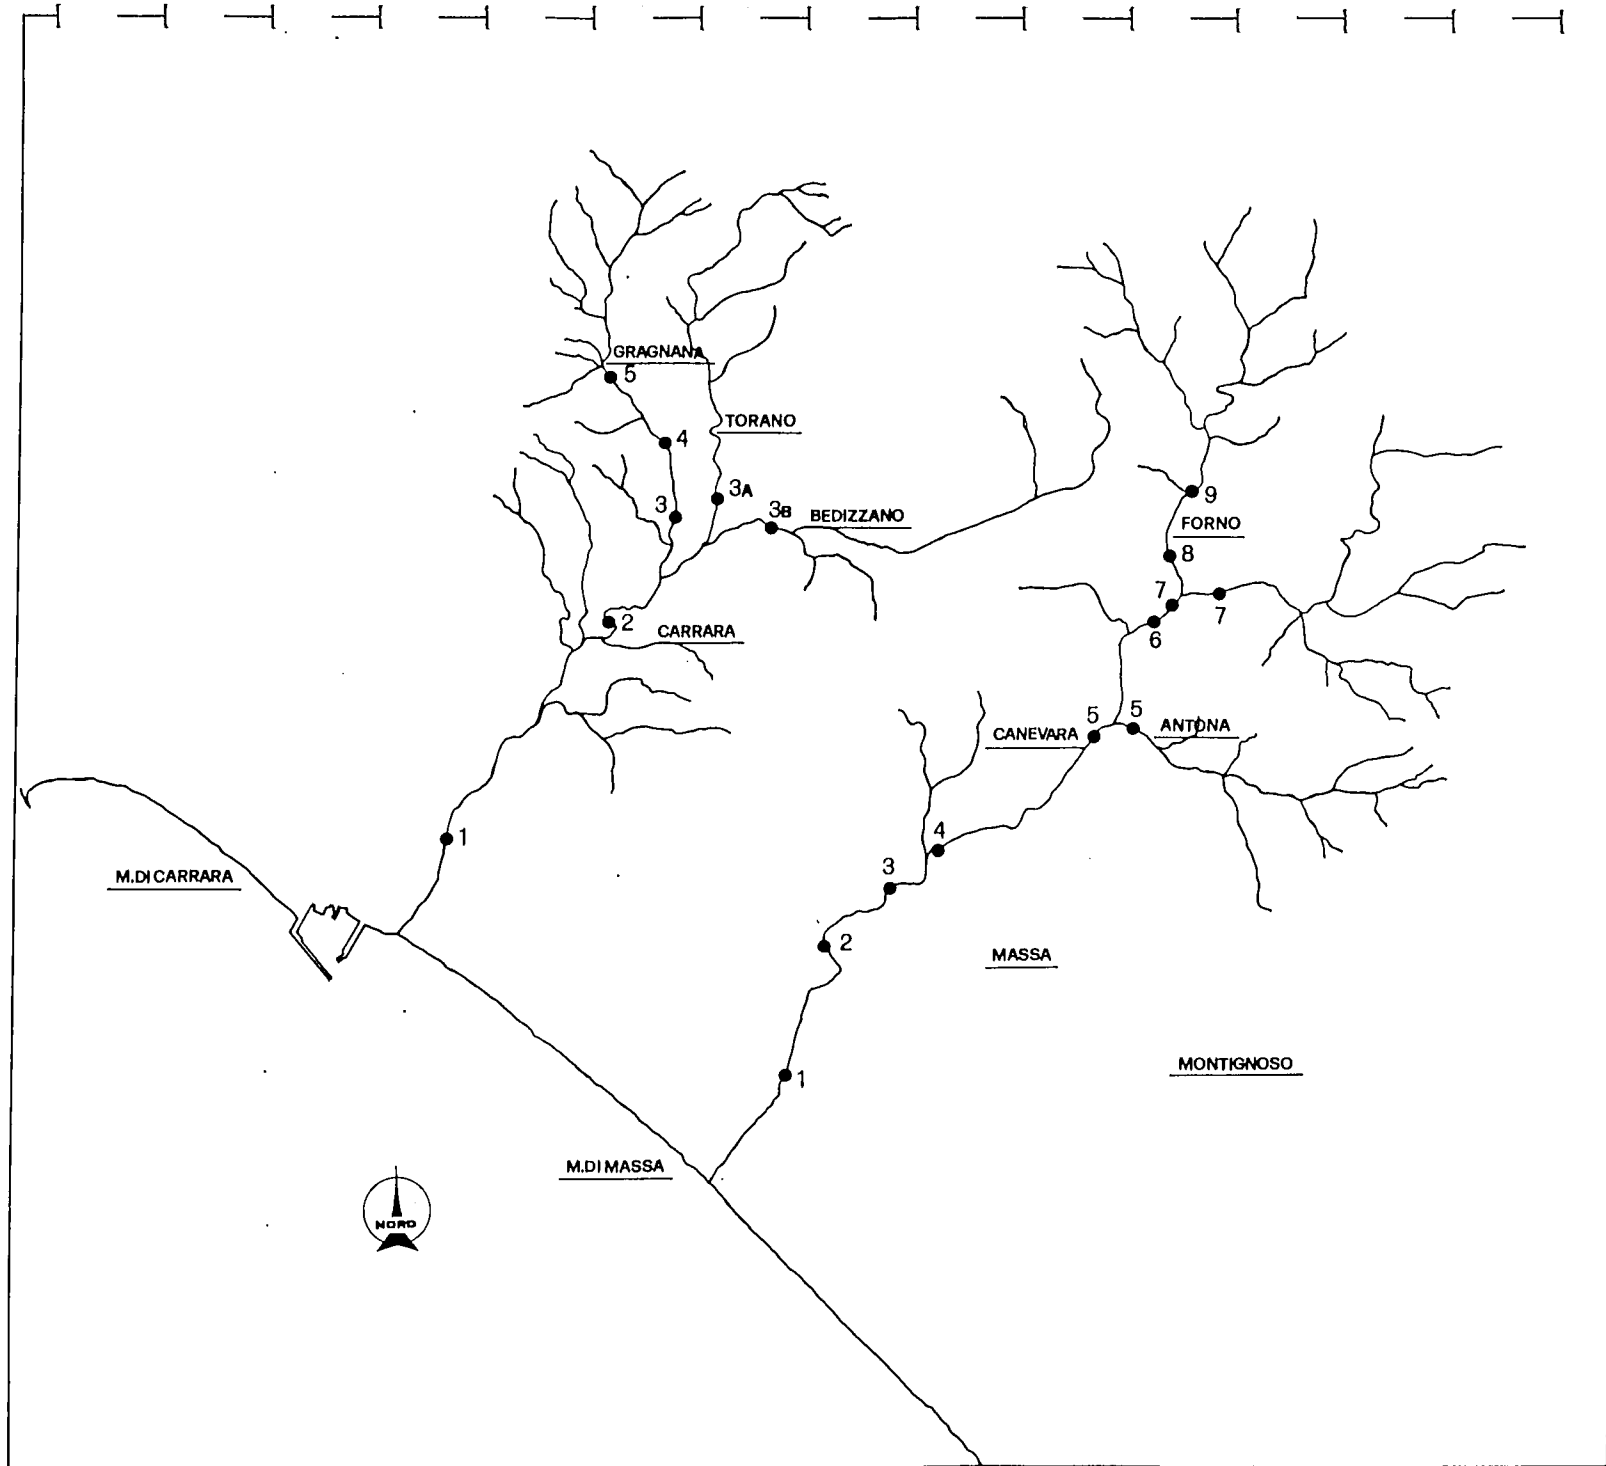 GRAGNANA
5
TORANO
4
3A
9
3
3B
BEDIZZANO
FORNO
8
7
7
2
6
CARRARA
5
5
ANTONA
CANEVARA
1
4
M.DI CARRARA
3
2
MASSA
MONTIGNOSO
1
M.DI MASSA
NORD